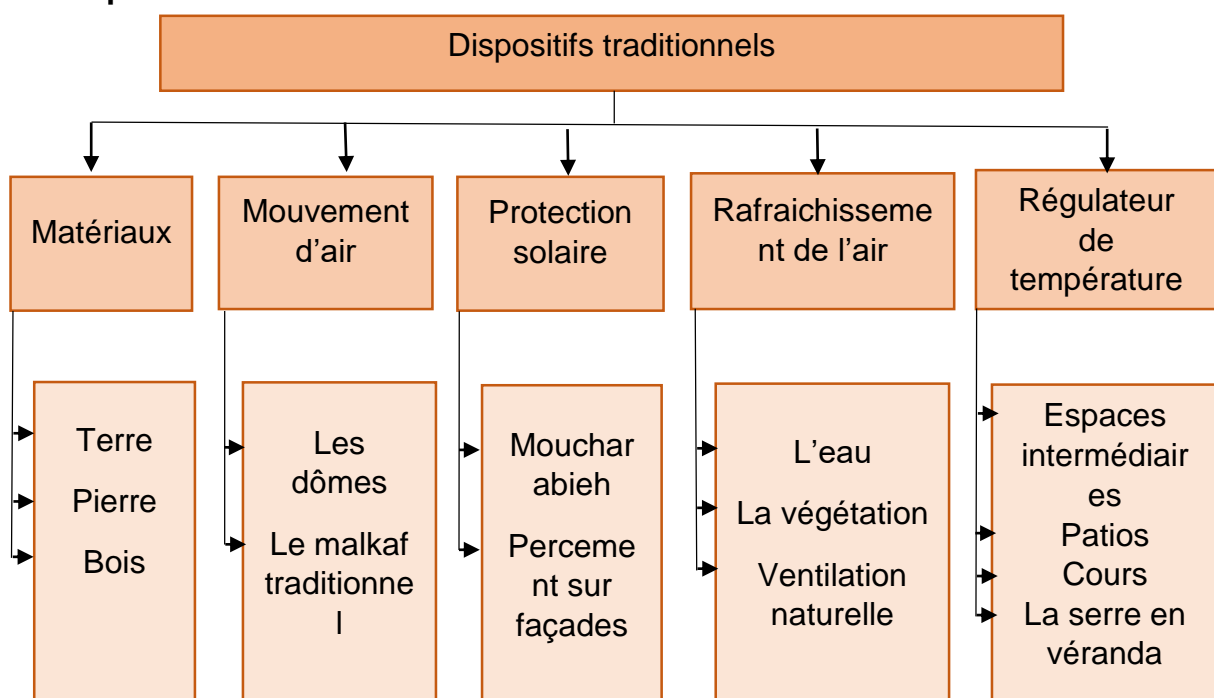 Dispositifs traditionnels
Matériaux
Mouvement
d’air
Protection
solaire
Rafraichisseme
nt de l’air
Régulateur
de
température
Terre
Pierre
Bois
Les
dômes
Le malkaf
traditionne
l
Mouchar
abieh
Perceme
nt sur
façades
L’eau
La végétation
Ventilation
naturelle
Espaces
intermédiair
es
Patios
Cours
La serre en
véranda